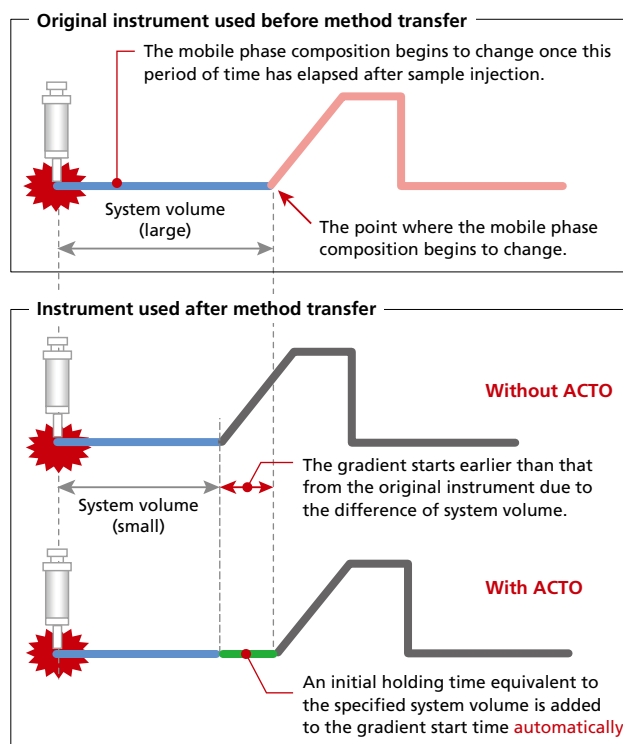 Original instrument used before method transfer
The mobile phase composition begins to change once this
period of time has elapsed after sample injection.
System volume
(large)
The point where the mobile phase
composition begins to change.
Instrument used after method transfer
Without ACTO
The gradient starts earlier than that
from the original instrument due to
the difference of system volume.
System volume
(small)
With ACTO
An initial holding time equivalent to
the specified system volume is added
to the gradient start time automatically